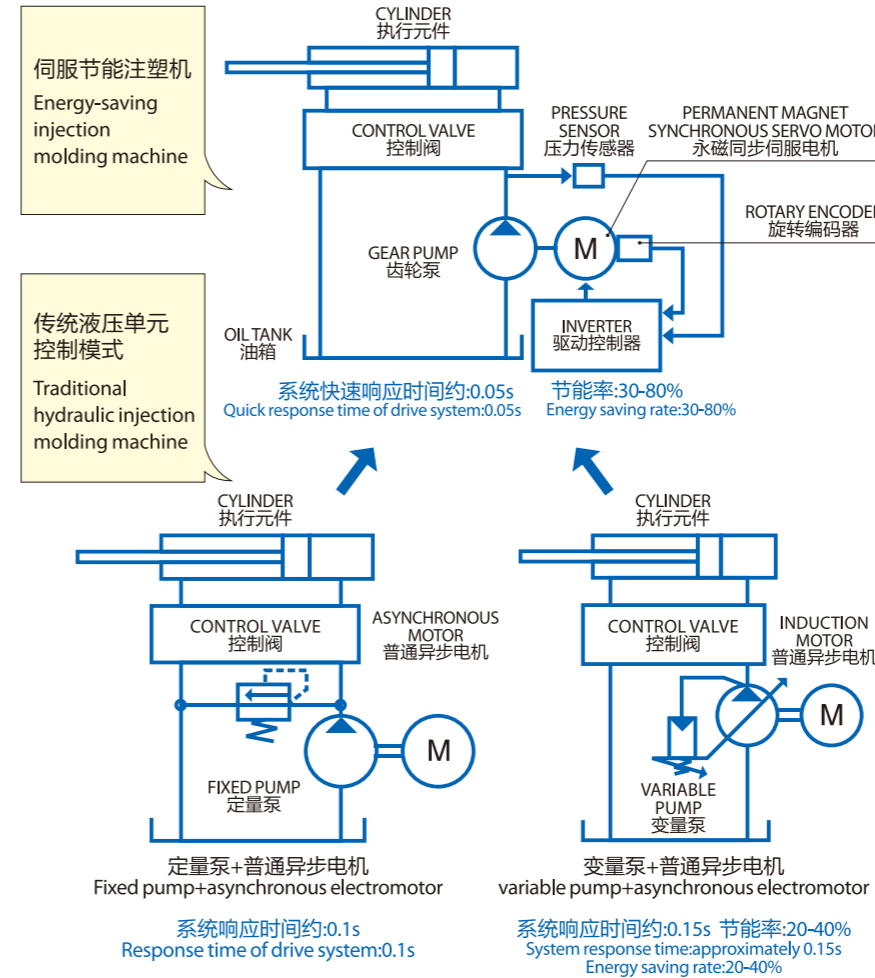 伺服节能注塑机
Energy-saving
injection
molding machine
CYLINDER
执行元件
CONTROL VALVE
控制阀
PRESSURE
SENSOR
压力传感器
PERMANENT MAGNET
SYNCHRONOUS SERVO MOTOR
永磁同步伺服电机
ROTARY ENCODER
旋转编码器
GEAR PUMP
齿轮泵
M
OIL TANK
油箱
INVERTER
驱动控制器
系统快速响应时间约:0.05s
Quick response time of drive system:0.05s
节能率:30-80%
Energy saving rate:30-80%
传统液压单元
控制模式
Traditional
hydraulic injection
molding machine
CYLINDER
执行元件
CONTROL VALVE
控制阀
ASYNCHRONOUS
MOTOR
普通异步电机
M
FIXED PUMP
定量泵
定量泵+普通异步电机
Fixed pump+asynchronous electromotor
系统响应时间约:0.1s
Response time of drive system:0.1s
CYLINDER
执行元件
CONTROL VALVE
控制阀
INDUCTION
MOTOR
普通异步电机
M
VARIABLE
PUMP
变量泵
变量泵+普通异步电机
variable pump+asynchronous electromotor
系统响应时间约:0.15s 节能率:20-40%
System response time:approximately 0.15s
Energy saving rate:20-40%